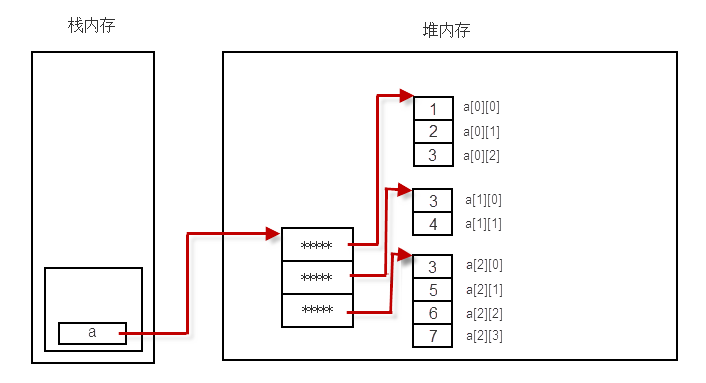 栈内存
堆内存
1 a[0][0]
2 a[0][1]
3 a[0][2]
3 a[1][0]
4 a[1][1]
*****
*****
*****
3 a[2][0]
5 a[2][1]
6 a[2][2]
7 a[2][3]
a